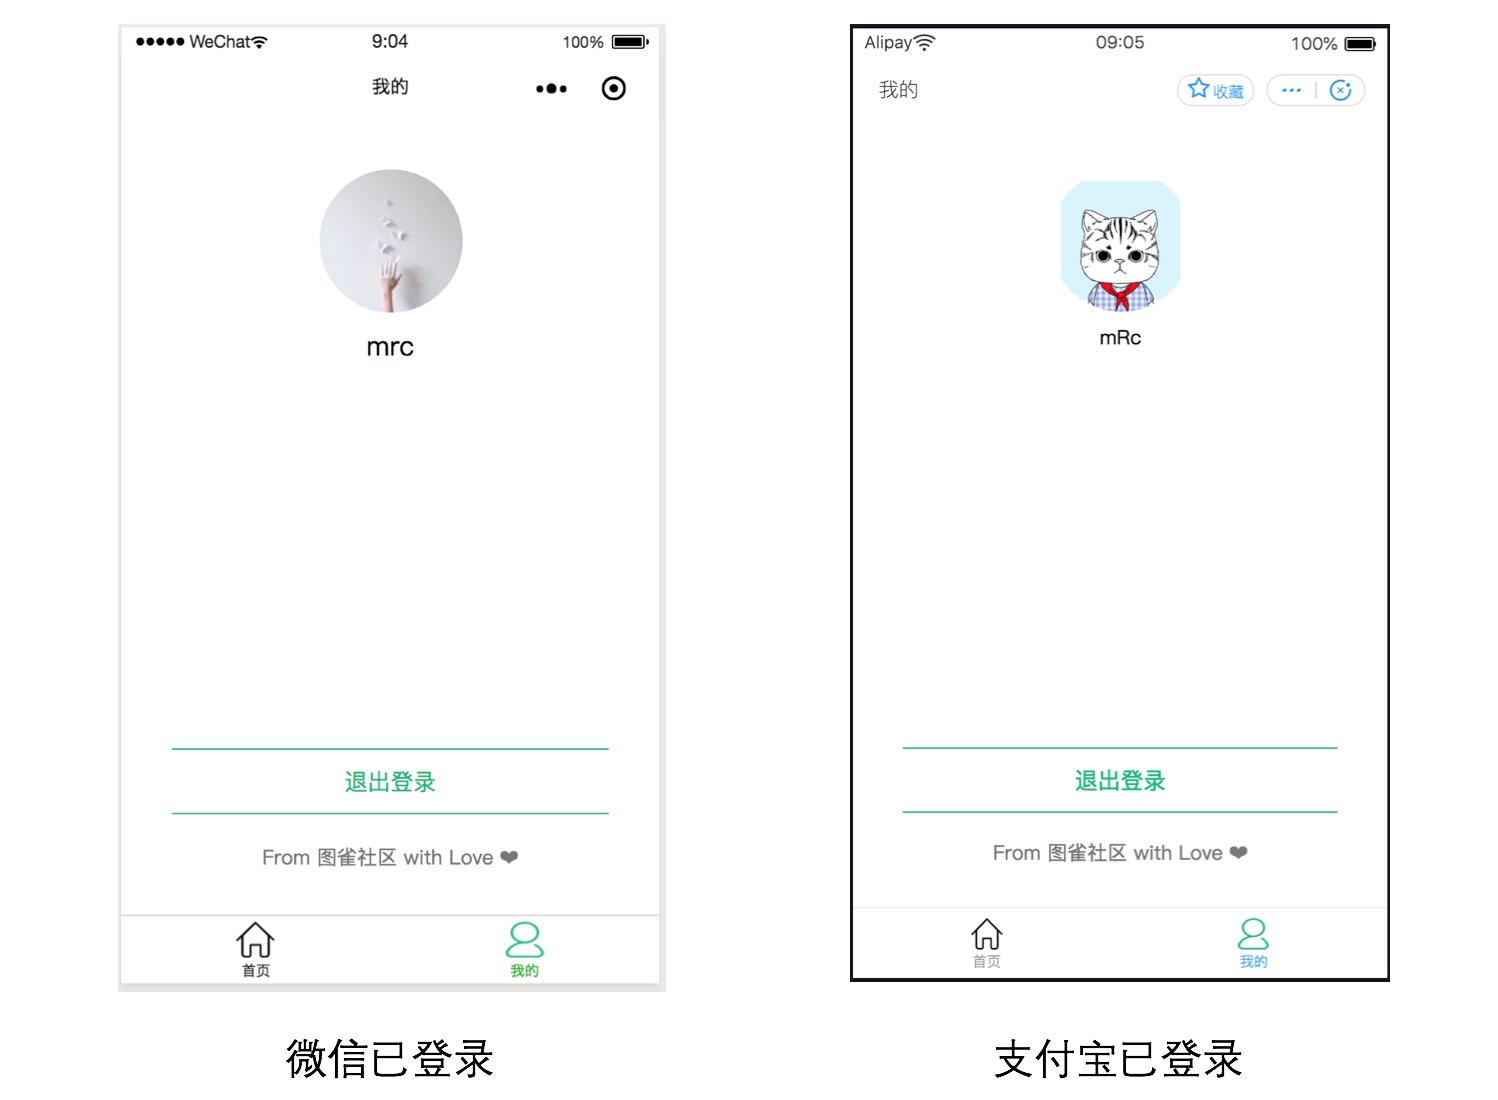 WeChat 9:04 100%
我的
mrc
退出登录
From 图雀社区 with Love ❤
首页 我的
微信已登录
Alipay 09:05 100%
我的 收藏
mRc
退出登录
From 图雀社区 with Love ❤
首页 我的
支付宝已登录